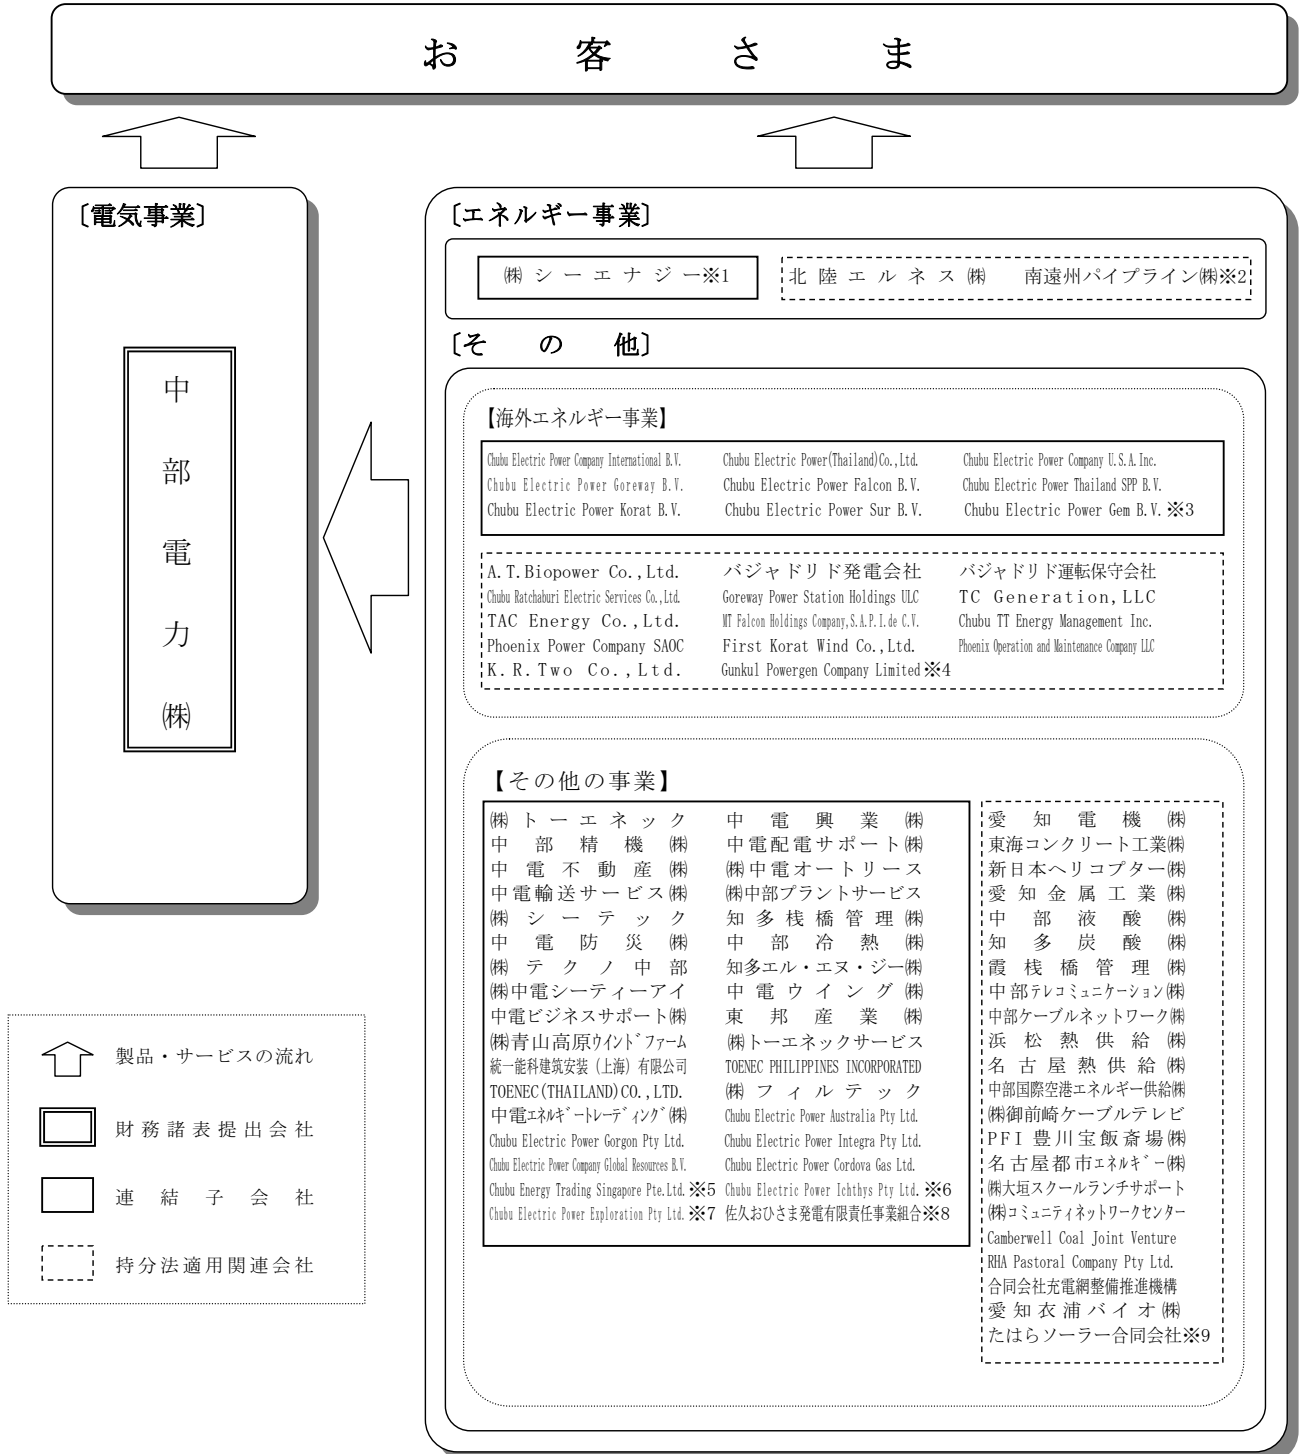 お客さま
〔電気事業〕
中部電力㈱
〔エネルギー事業〕
㈱シーエナジー※1
北陸エルネス㈱ 南遠州パイプライン㈱※2
〔その他〕
【海外エネルギー事業】
Chubu Electric Power Company International B.V. Chubu Electric Power(Thailand)Co.,Ltd. Chubu Electric Power Company U.S.A.Inc.
Chubu Electric Power Goreway B.V. Chubu Electric Power Falcon B.V. Chubu Electric Power Thailand SPP B.V.
Chubu Electric Power Korat B.V. Chubu Electric Power Sur B.V. Chubu Electric Power Gem B.V.※3
A.T.Biopower Co.,Ltd. バジャドリド発電会社 バジャドリド運転保守会社
Chubu Ratchaburi Electric Services Co.,Ltd. Goreway Power Station Holdings ULC TC Generation,LLC
TAC Energy Co.,Ltd. MT Falcon Holdings Company,S.A.P.I.de C.V. Chubu TT Energy Management Inc.
Phoenix Power Company SAOC First Korat Wind Co.,Ltd. Phoenix Operation and Maintenance Company LLC
K.R.Two Co.,Ltd. Gunkul Powergen Company Limited※4
【その他の事業】
㈱トーエネック 中電興業㈱
中部精機㈱ 中電配電サポート㈱
中電不動産㈱ ㈱中電オートリース
中電輸送サービス㈱ ㈱中部プラントサービス
㈱シーテック 知多桟橋管理㈱
中電防災㈱ 中部冷熱㈱
㈱テクノ中部 知多エル・エヌ・ジー㈱
㈱中電シーティーアイ 中電ウイング㈱
中電ビジネスサポート㈱ 東邦産業㈱
㈱青山高原ウインドファーム ㈱トーエネックサービス
統一能科建筑安装（上海）有限公司 TOENEC PHILIPPINES INCORPORATED
TOENEC(THAILAND)CO.,LTD. ㈱フィルテック
中電エネルギートレーディング㈱ Chubu Electric Power Australia Pty Ltd.
Chubu Electric Power Gorgon Pty Ltd. Chubu Electric Power Integra Pty Ltd.
Chubu Electric Power Company Global Resources B.V. Chubu Electric Power Cordova Gas Ltd.
Chubu Energy Trading Singapore Pte.Ltd.※5 Chubu Electric Power Ichthys Pty Ltd.※6
Chubu Electric Power Exploration Pty Ltd.※7 佐久おひさま発電有限責任事業組合※8
愛知電機㈱
東海コンクリート工業㈱
新日本ヘリコプター㈱
愛知金属工業㈱
中部液酸㈱
知多炭酸㈱
霞桟橋管理㈱
中部テレコミュニケーション㈱
中部ケーブルネットワーク㈱
浜松熱供給㈱
名古屋熱供給㈱
中部国際空港エネルギー供給㈱
㈱御前崎ケーブルテレビ
PFI豊川宝飯斎場㈱
名古屋都市エネルギー㈱
㈱大垣スクールランチサポート
㈱コミュニティネットワークセンター
Camberwell Coal Joint Venture
RHA Pastoral Company Pty Ltd.
合同会社充電網整備推進機構
愛知衣浦バイオ㈱
たはらソーラー合同会社※9
製品・サービスの流れ
財務諸表提出会社
連結子会社
持分法適用関連会社